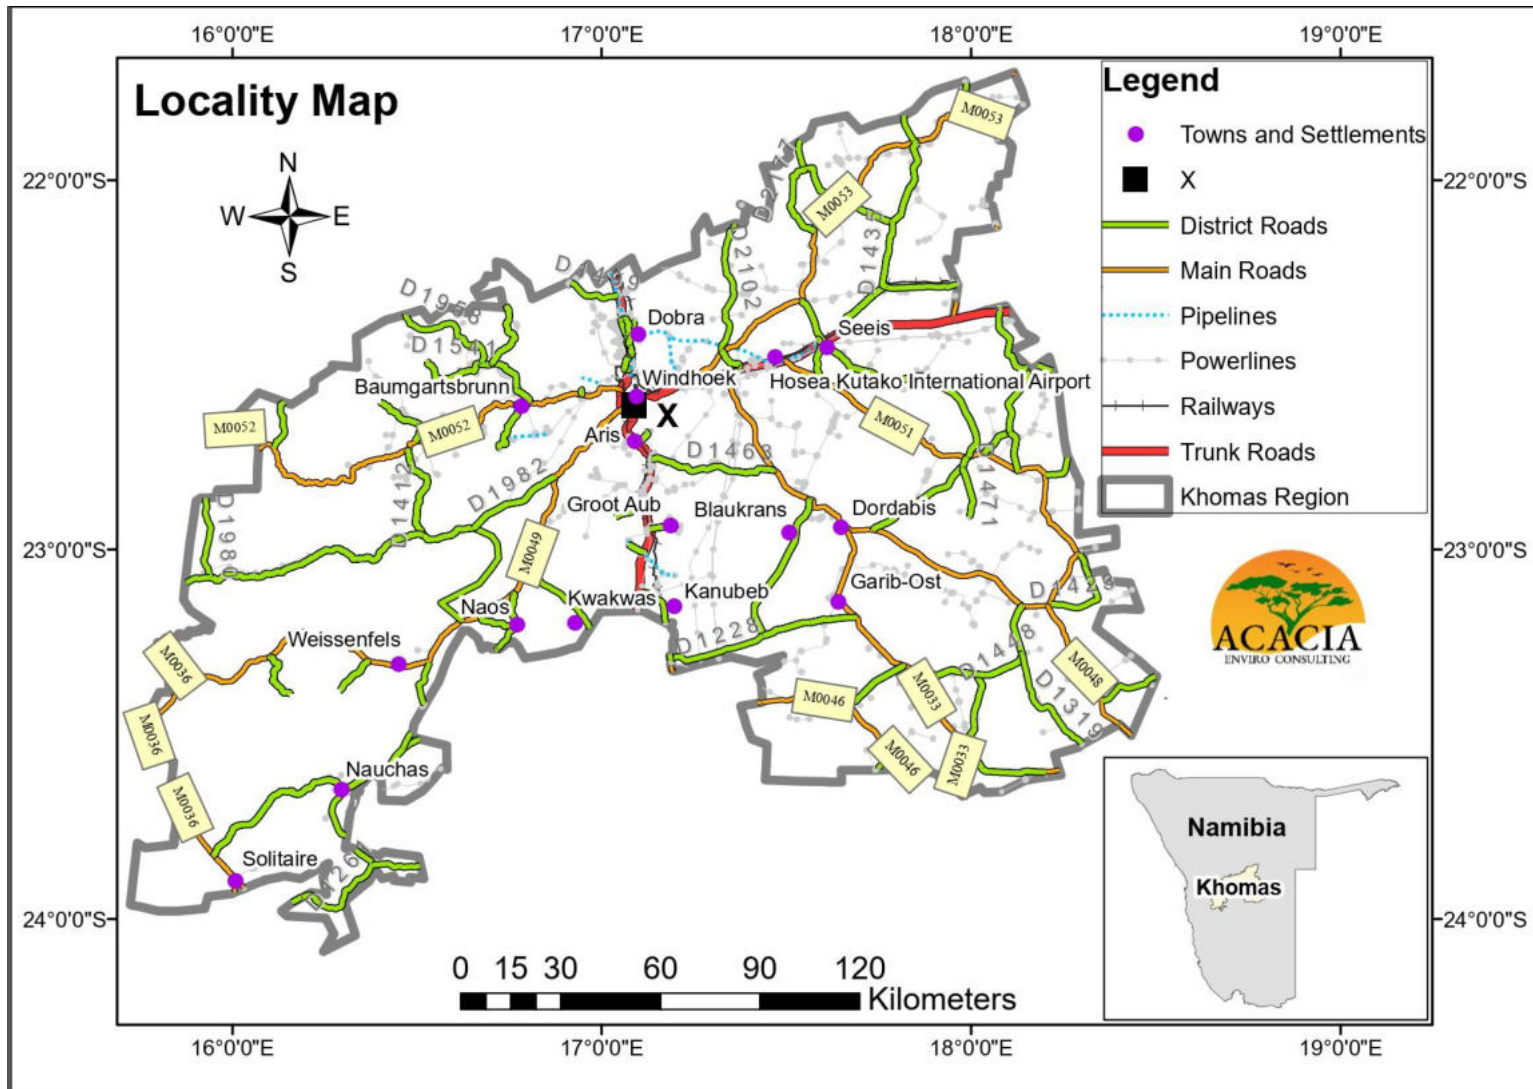 16°0'0"E 17°0'0"E 18°0'0"E 19°0'0"E
Locality Map
N
W E
S
22°0'0"S
23°0'0"S
24°0'0"S
22°0'0"S
23°0'0"S
24°0'0"S
Legend
Towns and Settlements
X
District Roads
Main Roads
Pipelines
Powerlines
Railways
Trunk Roads
Khomas Region
M0053
M0053
D2102
D1958
D1541
Dobra
Seeis
Windhoek
Hosea Kutako International Airport
Baumgartsbrunn
X
M0052
M0052
M0051
Aris
D1463
D1982
D1412
D1471
Groot Aub
Blaukrans
Dordabis
M0049
Garib-Ost
D1423
Kanubeb
Kwakwas
Naos
D1228
Weissenfels
D1448
M0048
M0036
M0046
M0033
D1319
M0036
M0046
M0033
Nauchas
M0036
Solitaire
ACACIA
ENVIRO CONSULTING
Namibia
Khomas
0 15 30 60 90 120
Kilometers
16°0'0"E 17°0'0"E 18°0'0"E 19°0'0"E